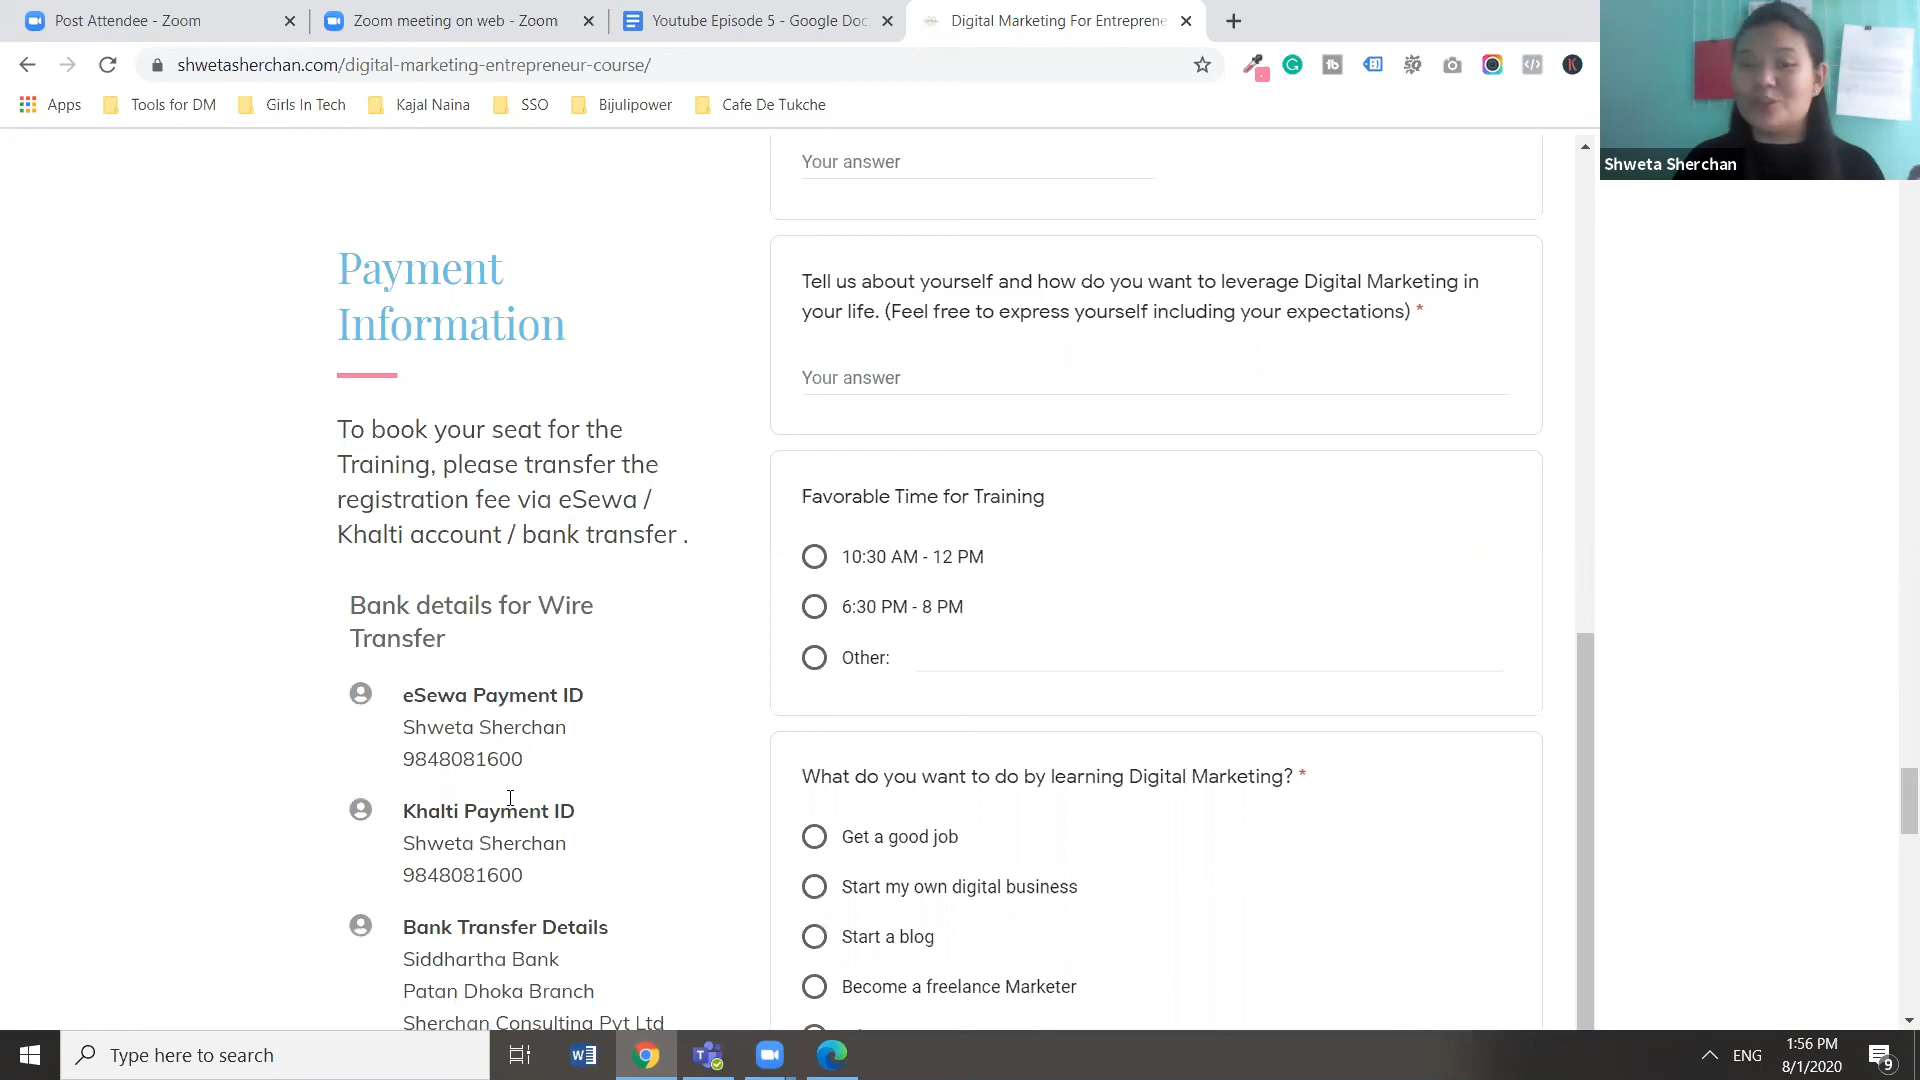 Post Attendee - Zoom
Zoom meeting on web - Zoom
Youtube Episode 5 - Google Doc
Digital Marketing For Entreprene
shwetasherchan.com/digital-marketing-entrepreneur-course/
Apps
Tools for DM
Girls In Tech
Kajal Naina
SSO
Bijulipower
Cafe De Tukche
Shweta Sherchan
Payment
Information
To book your seat for the
Training, please transfer the
registration fee via eSewa /
Khalti account / bank transfer .
Bank details for Wire
Transfer
eSewa Payment ID
Shweta Sherchan
9848081600
Khalti Payment ID
Shweta Sherchan
9848081600
Bank Transfer Details
Siddhartha Bank
Patan Dhoka Branch
Sherchan Consulting Pvt Ltd
Your answer
Tell us about yourself and how do you want to leverage Digital Marketing in
your life. (Feel free to express yourself including your expectations) *
Your answer
Favorable Time for Training
10:30 AM - 12 PM
6:30 PM - 8 PM
Other:
What do you want to do by learning Digital Marketing? *
Get a good job
Start my own digital business
Start a blog
Become a freelance Marketer
Type here to search
ENG
1:56 PM
8/1/2020
9